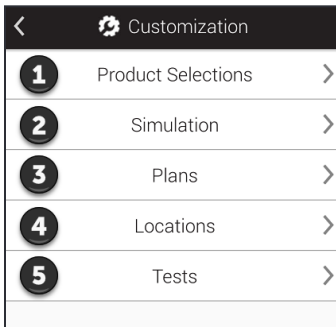 Customization
1 Product Selections
2 Simulation
3 Plans
4 Locations
5 Tests